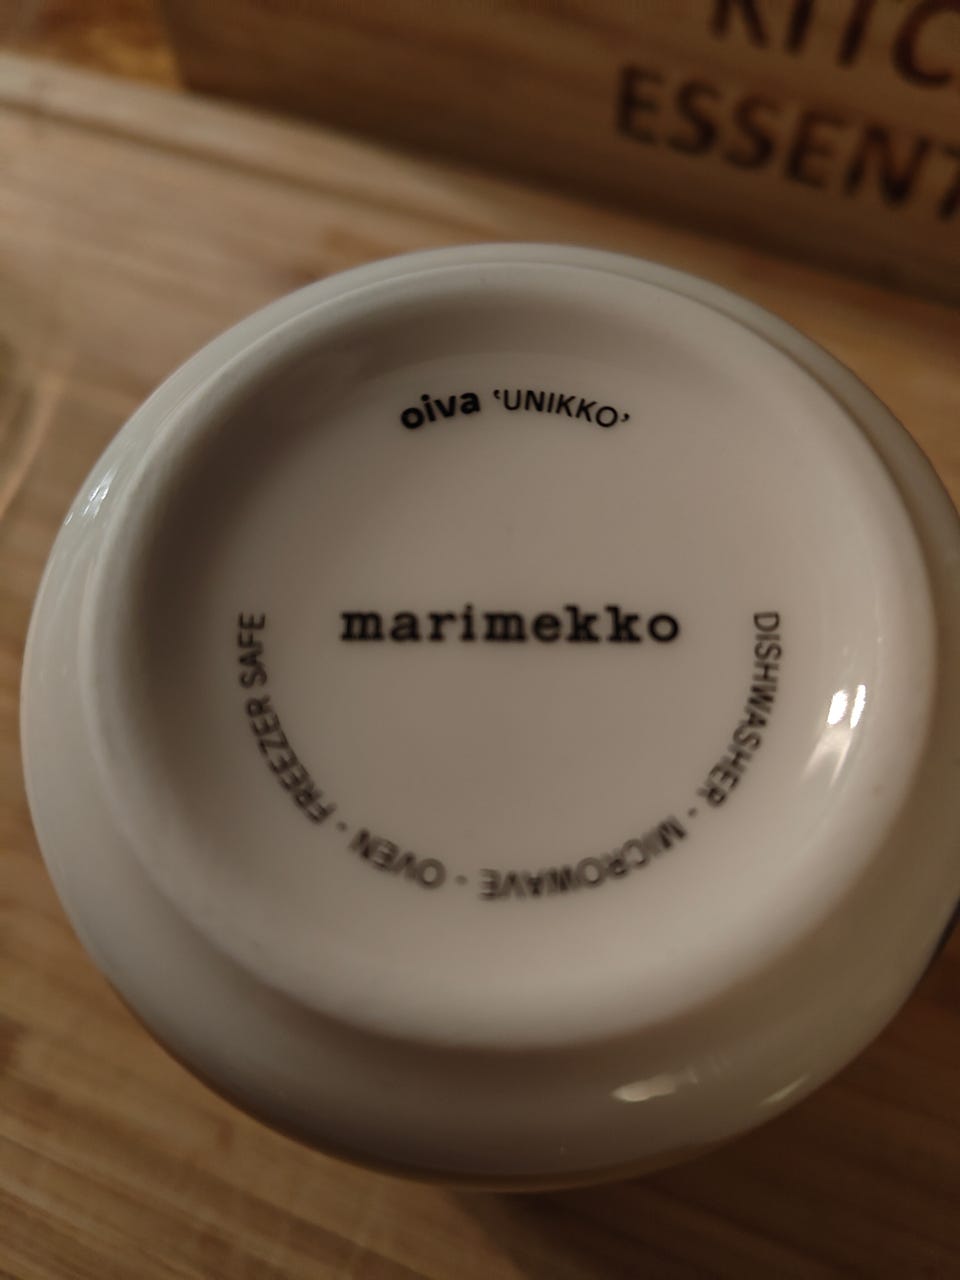 KITC
ESSENT
oiva ‘UNIKKO’
marimekko
DISHWASHER · MICROWAVE · OVEN · FREEZER SAFE